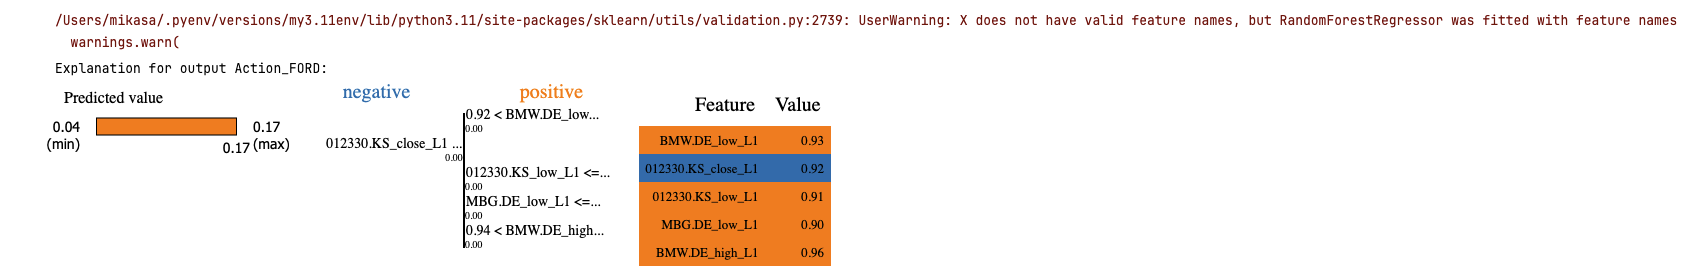 /Users/mikasa/.pyenv/versions/my3.11env/lib/python3.11/site-packages/sklearn/utils/validation.py:2739: UserWarning: X does not have valid feature names, but RandomForestRegressor was fitted with feature names
warnings.warn(
Explanation for output Action_FORD:
Predicted value
0.04
(min)
0.17
(max)
0.17
negative
positive
0.92 < BMW.DE_low...
0.00
012330.KS_close_L1 ...
0.00
012330.KS_low_L1 <=...
0.00
MBG.DE_low_L1 <=...
0.00
0.94 < BMW.DE_high...
0.00
Feature Value
BMW.DE_low_L1 0.93
012330.KS_close_L1 0.92
012330.KS_low_L1 0.91
MBG.DE_low_L1 0.90
BMW.DE_high_L1 0.96